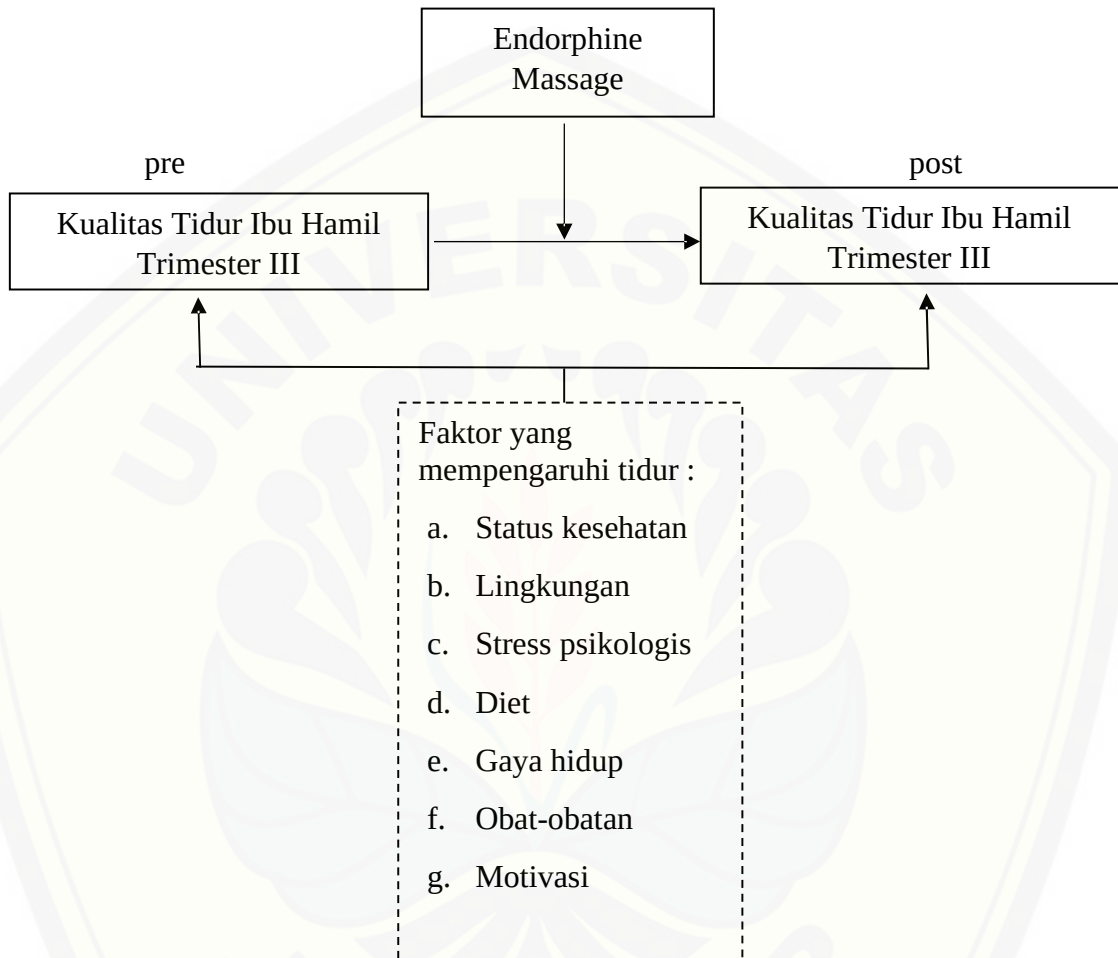 Endorphine
Massage
pre
post
Kualitas Tidur Ibu Hamil
Trimester III
Kualitas Tidur Ibu Hamil
Trimester III
UNIVERSITAS
Faktor yang
mempengaruhi tidur :
a. Status kesehatan
b. Lingkungan
c. Stress psikologis
d. Diet
e. Gaya hidup
f. Obat-obatan
g. Motivasi